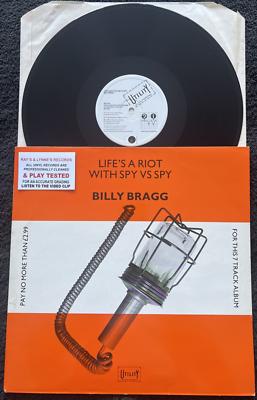 UTILITY
RAY'S & LYNNE'S RECORDS
ALL VINYL RECORDS ARE
PROFESSIONALLY CLEANED
& PLAY TESTED
FOR AN ACCURATE GRADING
LISTEN TO THE VIDEO CLIP
LIFE'S A RIOT
WITH SPY VS SPY
BILLY BRAGG
PAY NO MORE THAN £2.99
FOR THIS 7 TRACK ALBUM
UTILITY